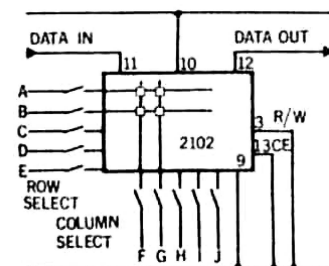 DATA IN
DATA OUT
11
10
12
A
B
C
D
E
2102
3
R/W
13
CE
9
ROW
SELECT
COLUMN
SELECT
F G H I J